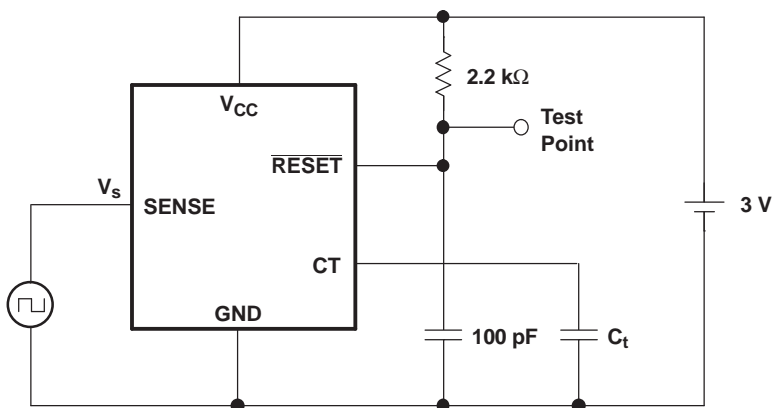 2.2 kΩ
VCC
Test
Point
RESET
Vs
SENSE
3 V
CT
GND
100 pF
Ct